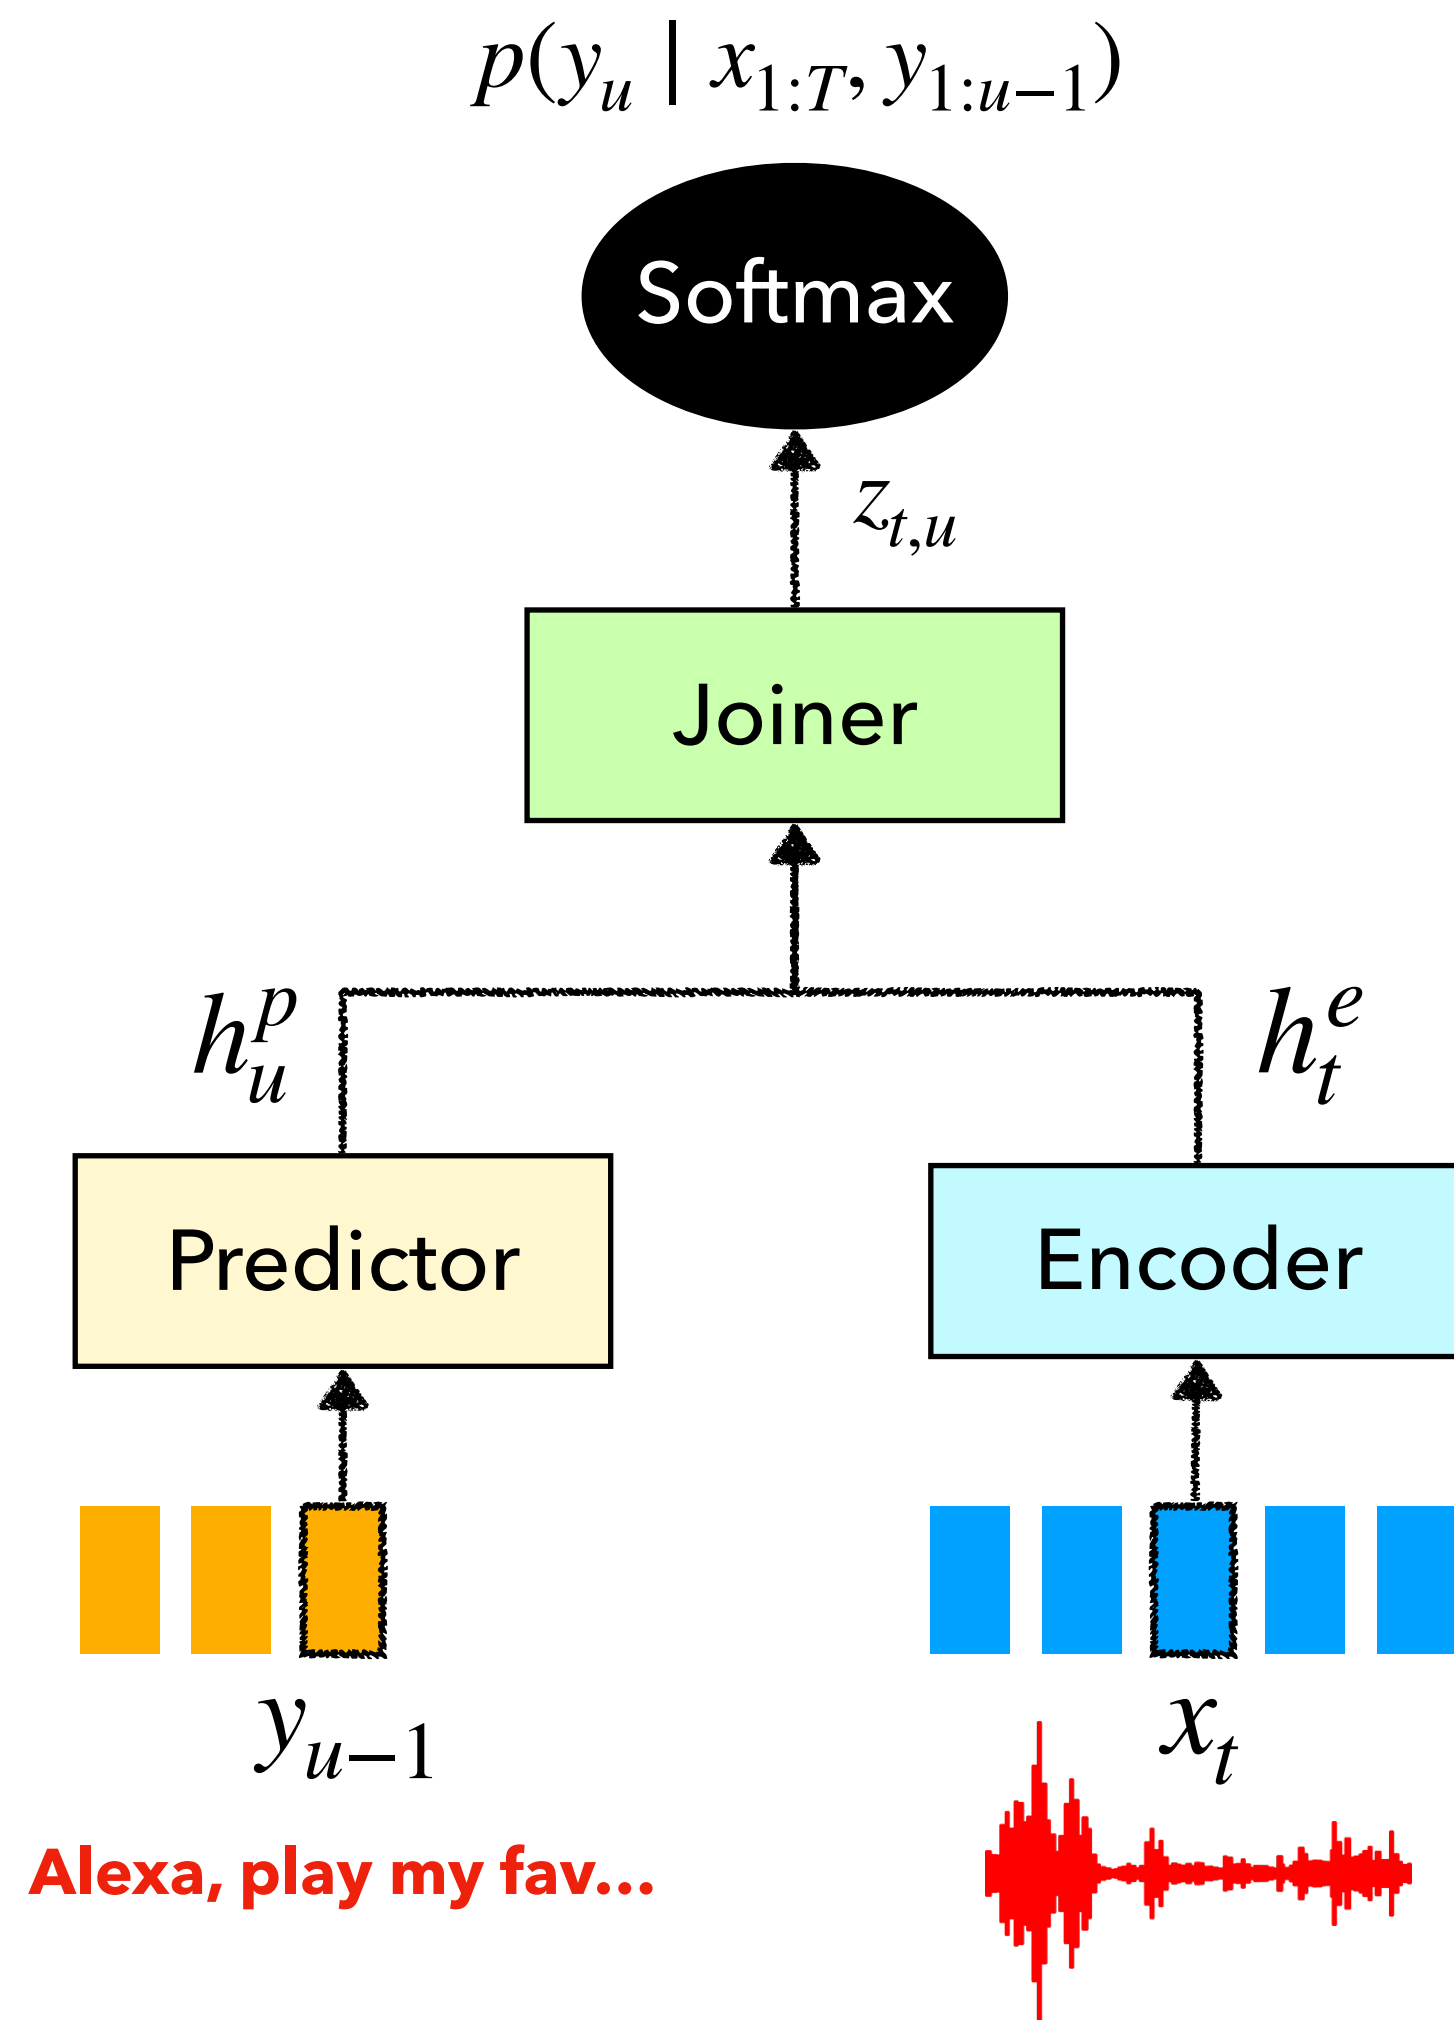 p(y_u | x_{1:T}, y_{1:u−1})
Softmax
z_{t,u}
Joiner
h_u^p
h_t^e
Predictor
Encoder
y_{u−1}
x_t
Alexa, play my fav...